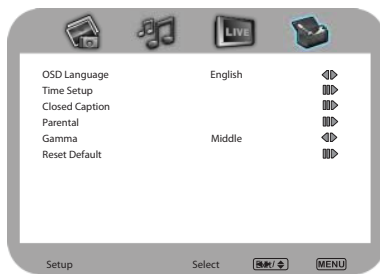 LIVE
OSD Language English
Time Setup
Closed Caption
Parental
Gamma Middle
Reset Default
Setup Select MENU